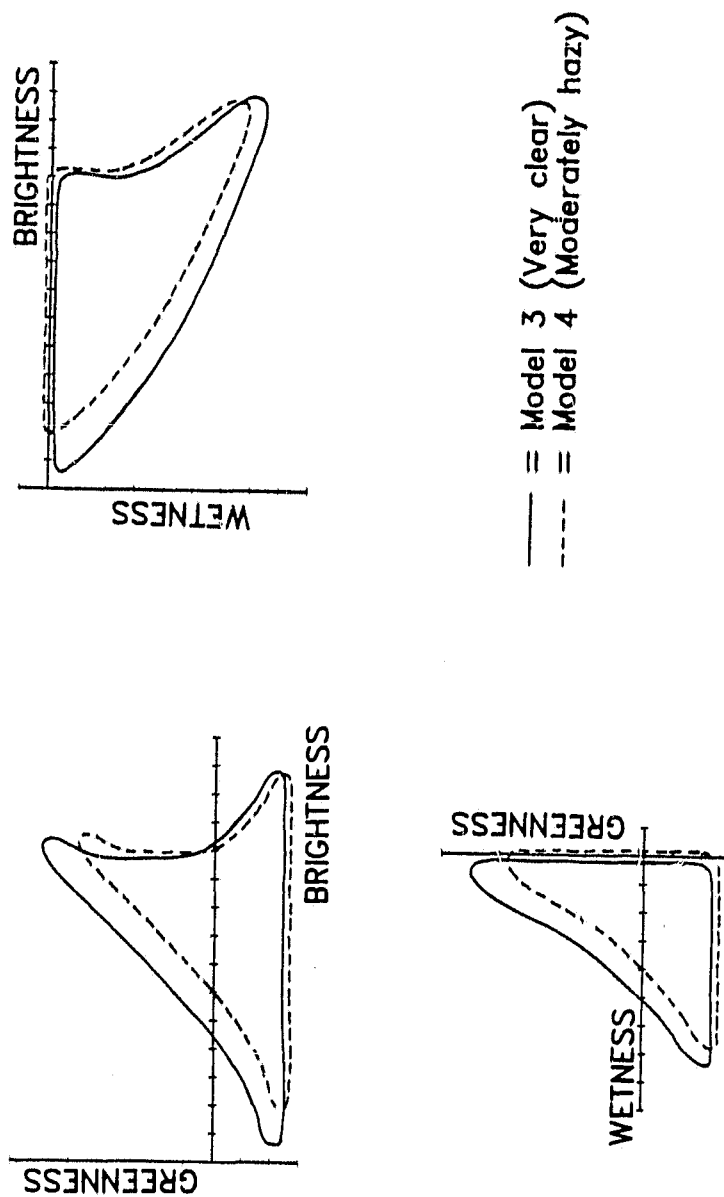 BRIGHTNESS
WETNESS
GREENNESS
BRIGHTNESS
GREENNESS
WETNESS
= Model 3 (Very clear)
= Model 4 (Moderately hazy)